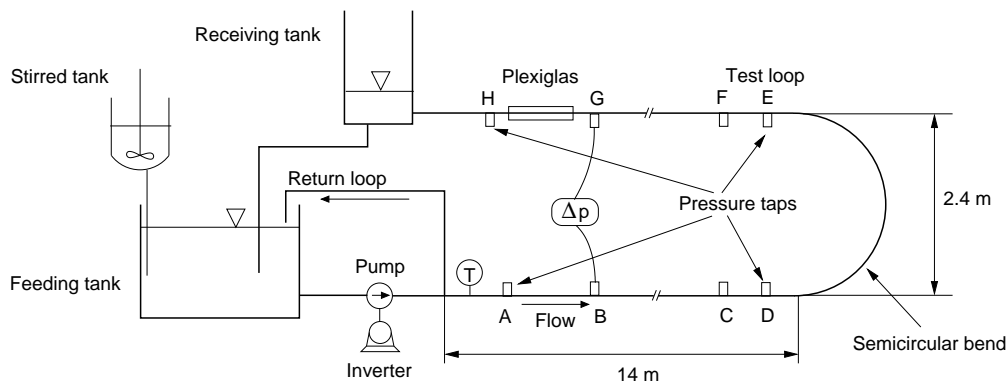 Receiving tank
Stirred tank
Plexiglas
Test loop
H
G
F
E
Return loop
Pressure taps
2.4 m
Δp
Feeding tank
Pump
T
A
Flow
B
C
D
Semicircular bend
Inverter
14 m